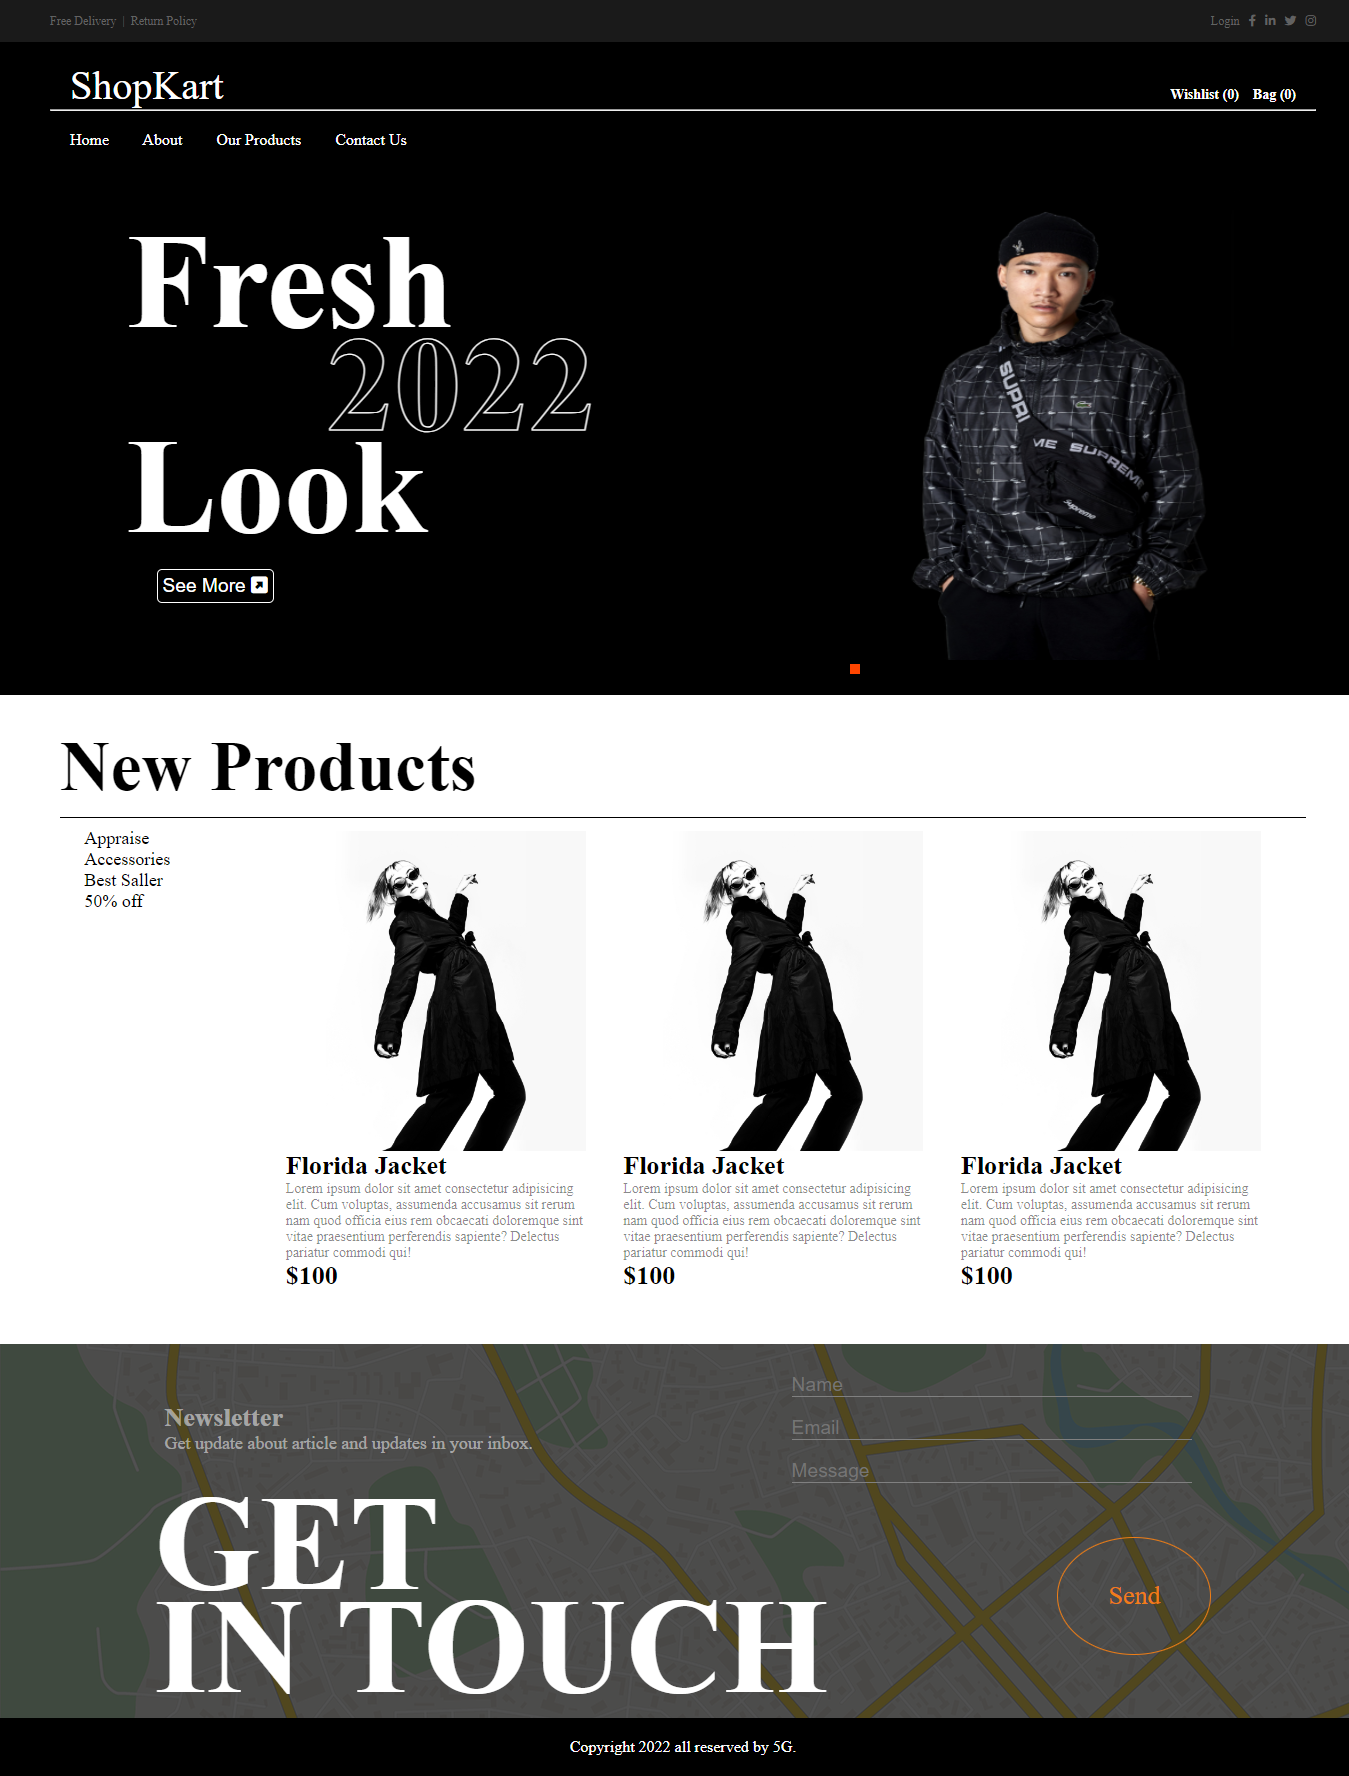 Free Delivery | Return Policy
Login
ShopKart
Wishlist (0) Bag (0)
Home About Our Products Contact Us
Fresh
2022
Look
SUPRI
ME SUPREME
Supreme
See More
New Products
Appraise
Accessories
Best Saller
50% off
Florida Jacket
Lorem ipsum dolor sit amet consectetur adipisicing
elit. Cum voluptas, assumenda accusamus sit rerum
nam quod officia eius rem obcaecati doloremque sint
vitae praesentium perferendis sapiente? Delectus
pariatur commodi qui!
$100
Florida Jacket
Lorem ipsum dolor sit amet consectetur adipisicing
elit. Cum voluptas, assumenda accusamus sit rerum
nam quod officia eius rem obcaecati doloremque sint
vitae praesentium perferendis sapiente? Delectus
pariatur commodi qui!
$100
Florida Jacket
Lorem ipsum dolor sit amet consectetur adipisicing
elit. Cum voluptas, assumenda accusamus sit rerum
nam quod officia eius rem obcaecati doloremque sint
vitae praesentium perferendis sapiente? Delectus
pariatur commodi qui!
$100
Newsletter
Get update about article and updates in your inbox.
GET
IN TOUCH
Name
Email
Message
Send
Copyright 2022 all reserved by 5G.